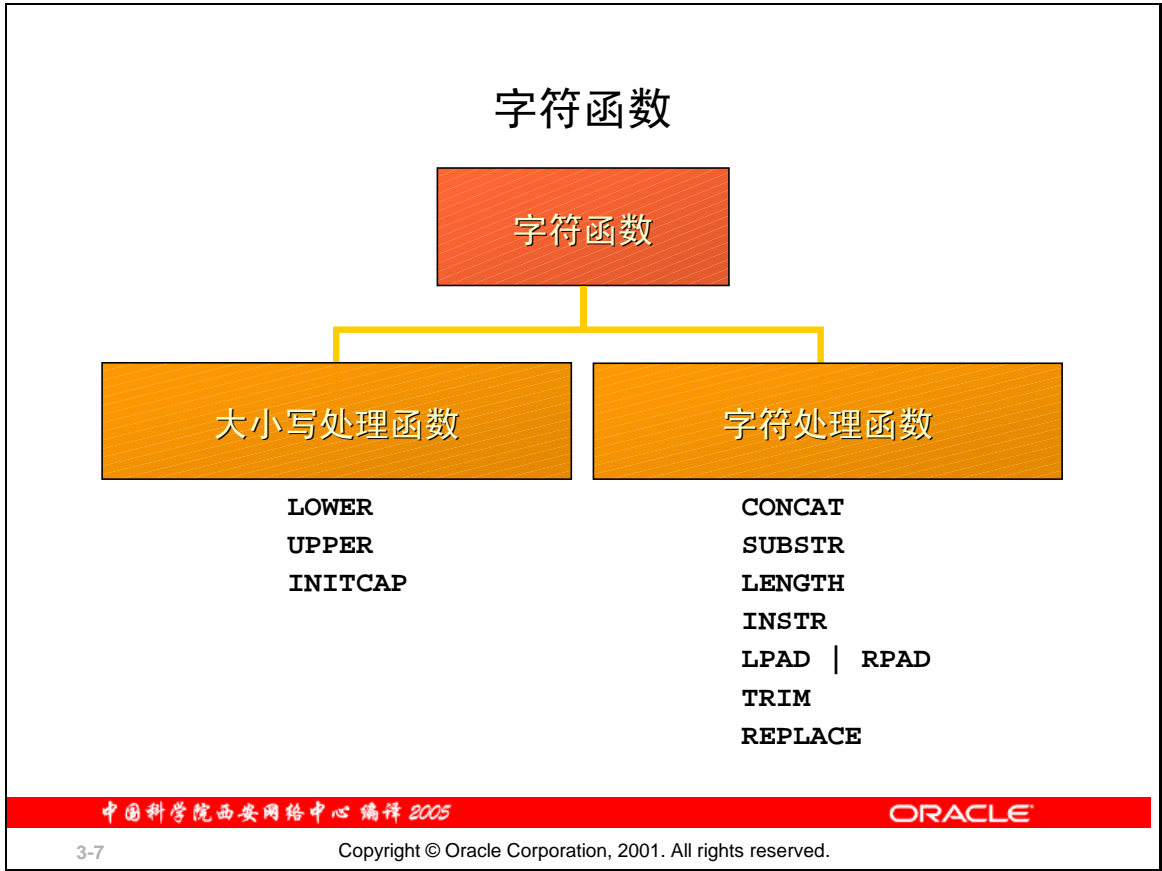 字符函数
字符函数
大小写处理函数
字符处理函数
LOWER
UPPER
INITCAP
CONCAT
SUBSTR
LENGTH
INSTR
LPAD | RPAD
TRIM
REPLACE
中国科学院西安网络中心 编译 2005
ORACLE
3-7
Copyright © Oracle Corporation, 2001. All rights reserved.